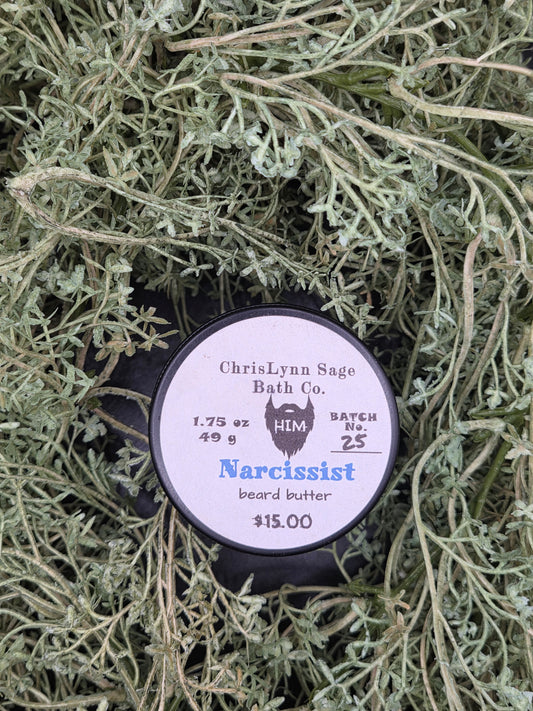 ChrisLynn Sage
Bath Co.
1.75 oz
49 g
HIM
BATCH
No.
25
Narcissist
beard butter
$15.00